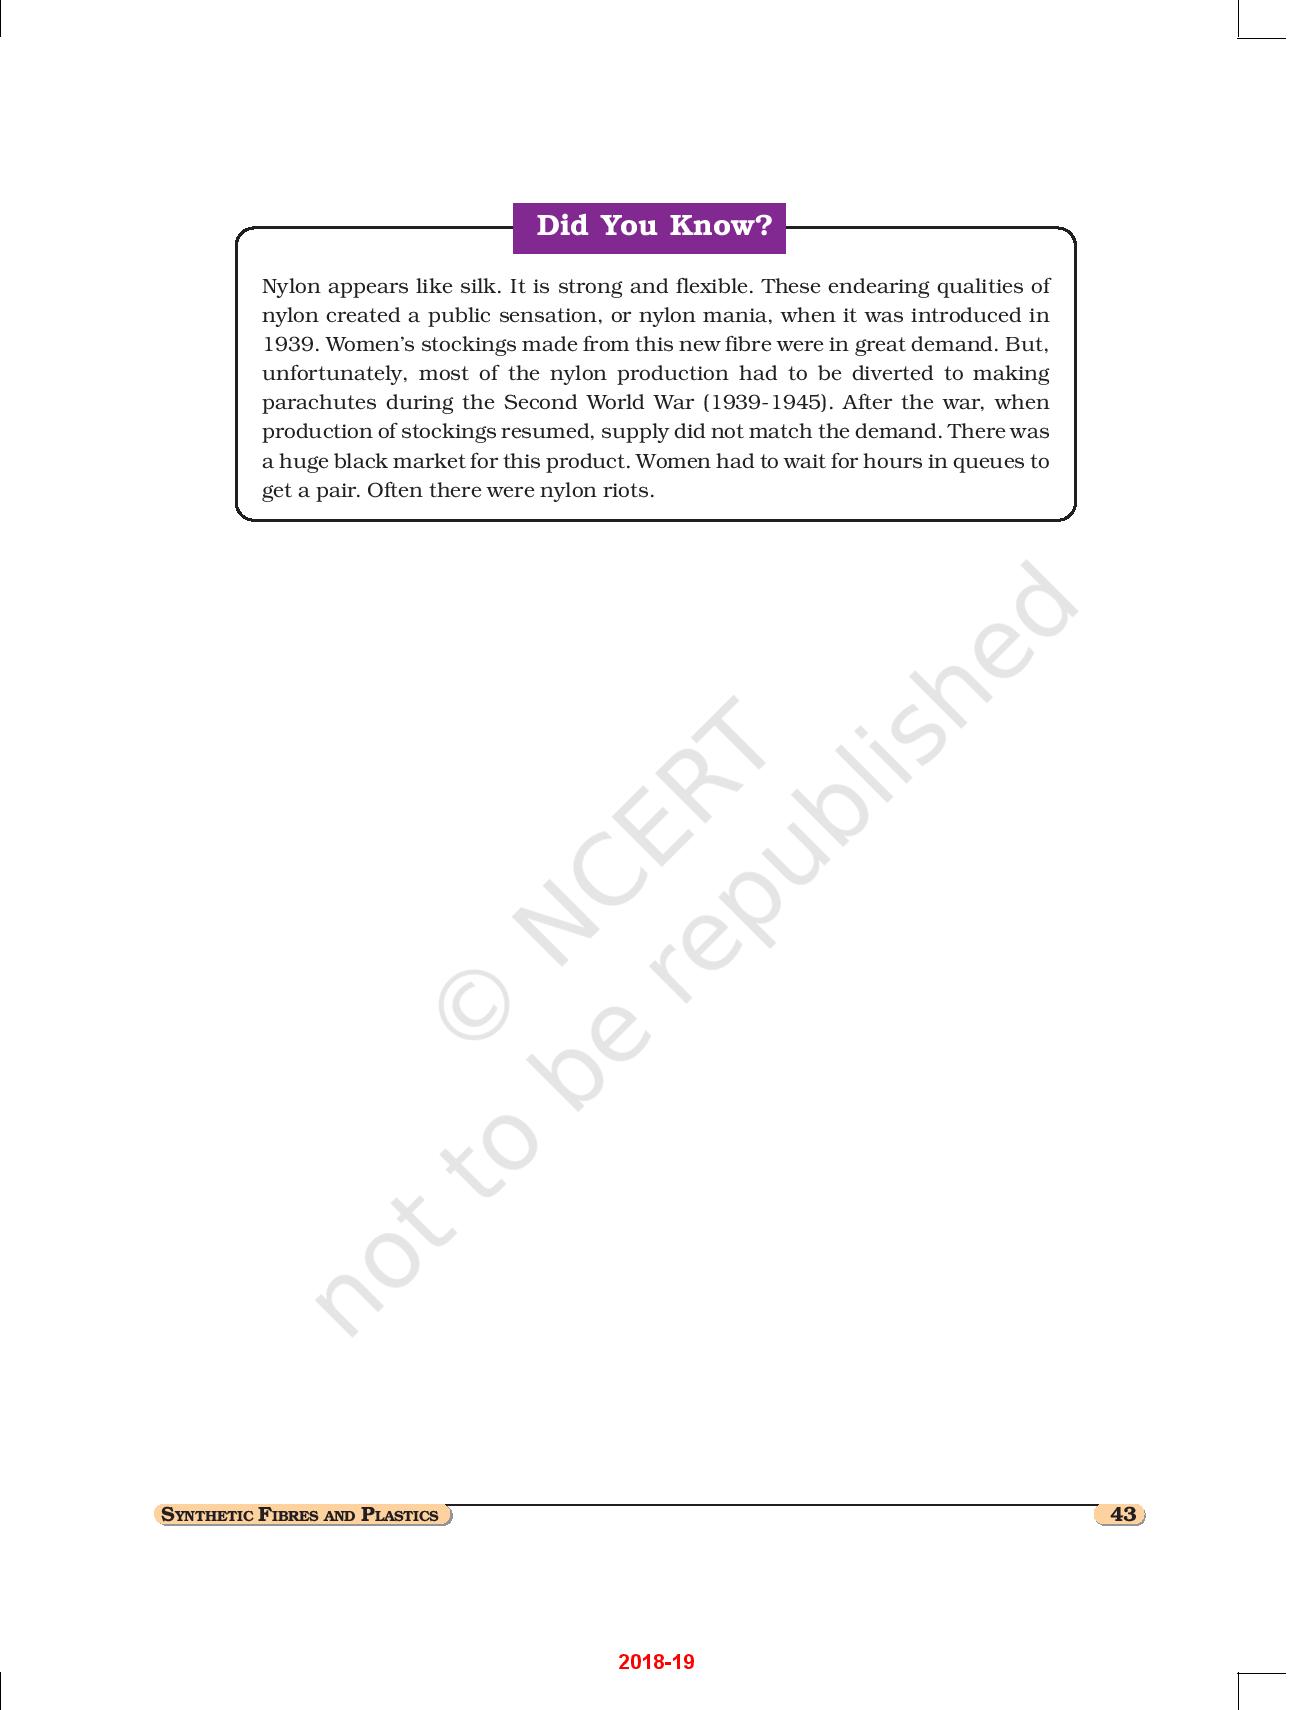 Did You Know?
Nylon appears like silk. It is strong and flexible. These endearing qualities of
nylon created a public sensation, or nylon mania, when it was introduced in
1939. Women’s stockings made from this new fibre were in great demand. But,
unfortunately, most of the nylon production had to be diverted to making
parachutes during the Second World War (1939-1945). After the war, when
production of stockings resumed, supply did not match the demand. There was
a huge black market for this product. Women had to wait for hours in queues to
get a pair. Often there were nylon riots.
© NCERT
not to be republished
SYNTHETIC FIBRES AND PLASTICS
43
2018-19